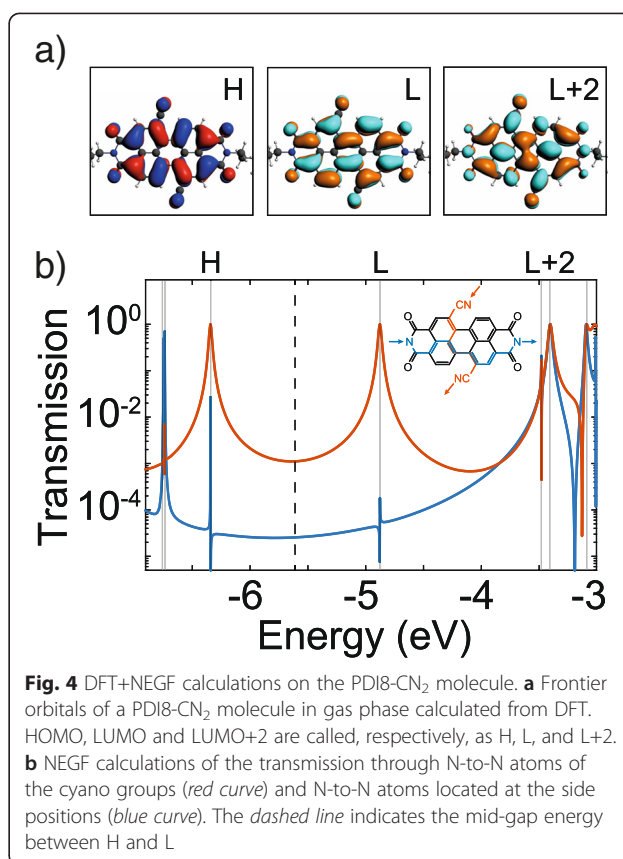 a)
H
L
L+2
b)
H
L
L+2
Transmission
10⁰
10⁻²
10⁻⁴
CN
O
O
N
N
O
O
NC
-6
-5
-4
-3
Energy (eV)
Fig. 4 DFT+NEGF calculations on the PDI8-CN₂ molecule. a Frontier
orbitals of a PDI8-CN₂ molecule in gas phase calculated from DFT.
HOMO, LUMO and LUMO+2 are called, respectively, as H, L, and L+2.
b NEGF calculations of the transmission through N-to-N atoms of
the cyano groups (red curve) and N-to-N atoms located at the side
positions (blue curve). The dashed line indicates the mid-gap energy
between H and L